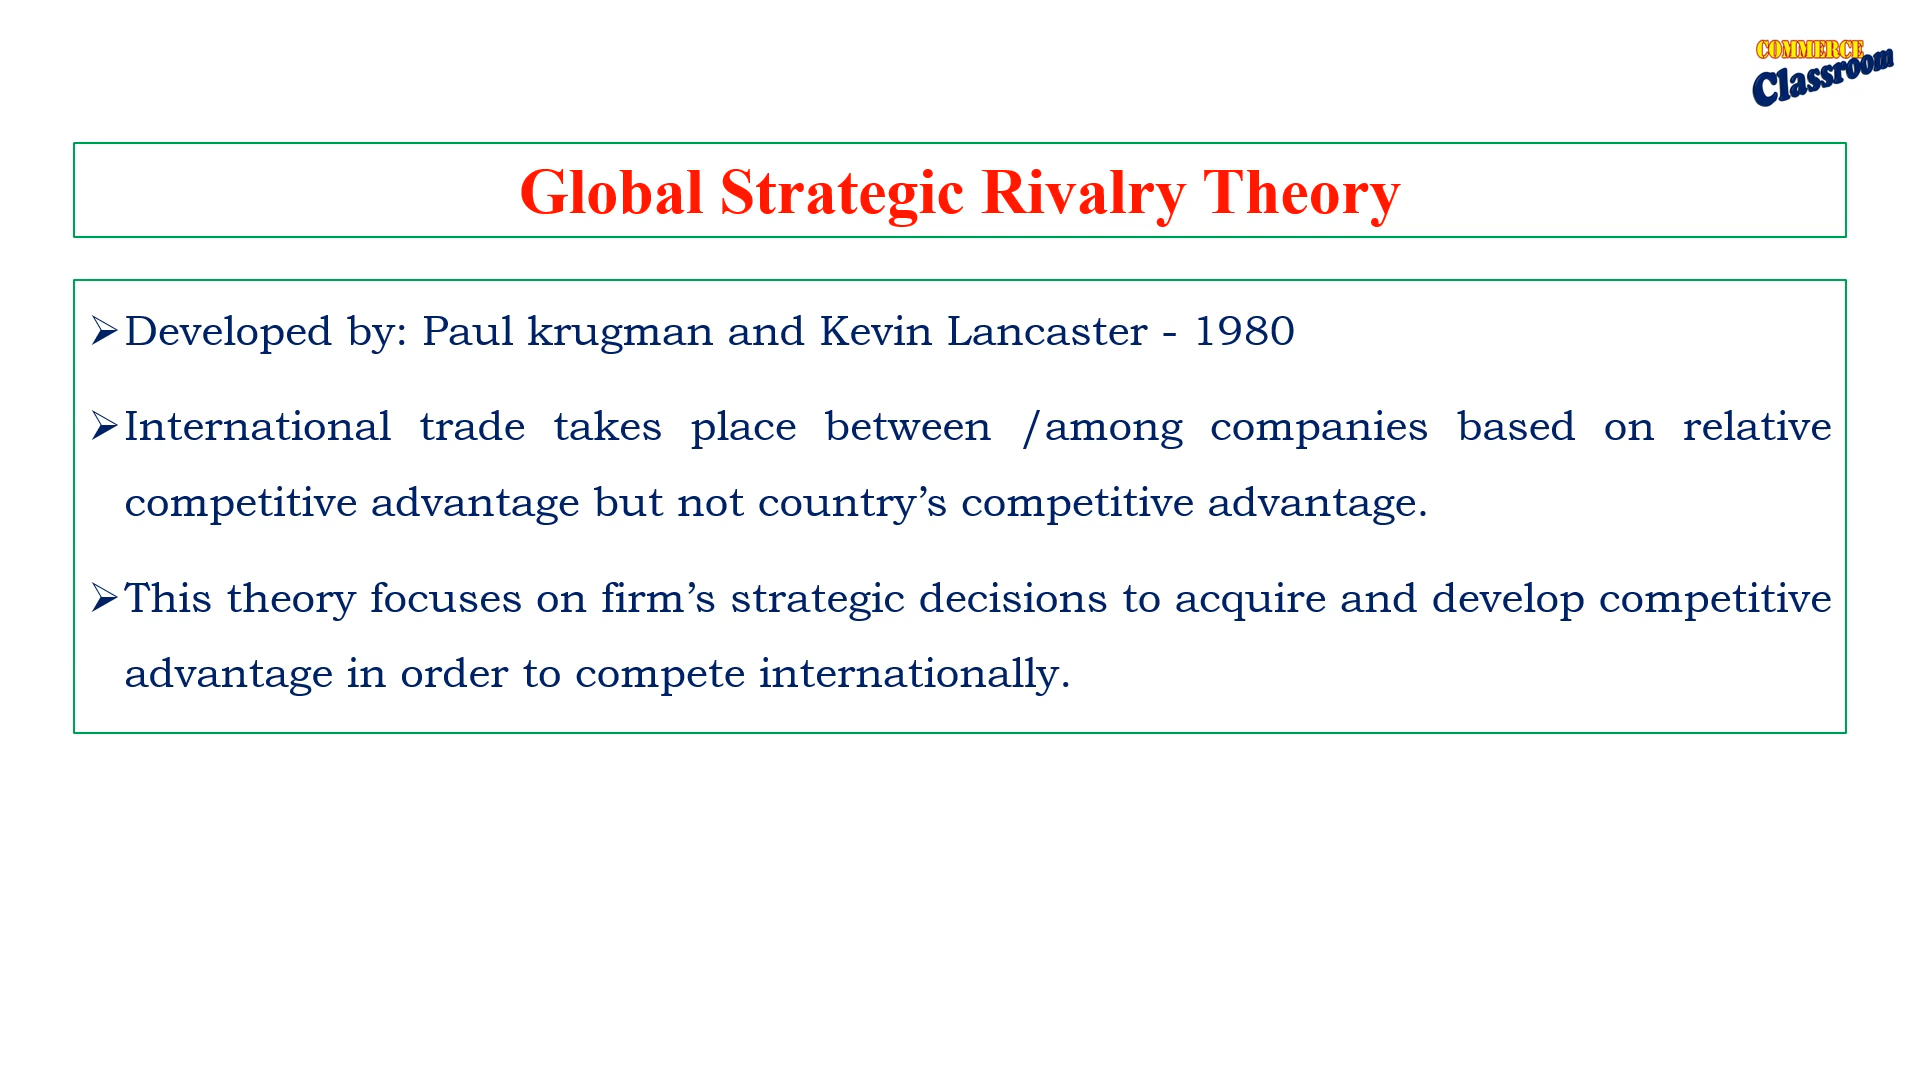 COMMERCE
Classroom
Global Strategic Rivalry Theory
➢Developed by: Paul krugman and Kevin Lancaster - 1980
➢International trade takes place between /among companies based on relative
competitive advantage but not country’s competitive advantage.
➢This theory focuses on firm’s strategic decisions to acquire and develop competitive
advantage in order to compete internationally.